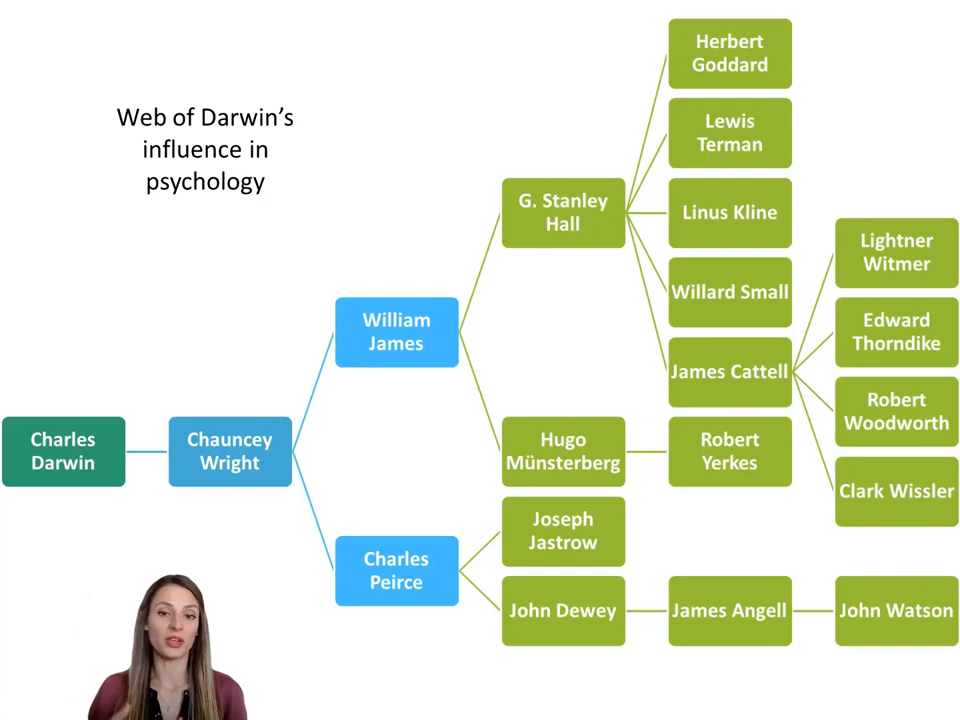 Web of Darwin’s
influence in
psychology
Charles
Darwin
Chauncey
Wright
William
James
Charles
Peirce
G. Stanley
Hall
Hugo
Münsterberg
Joseph
Jastrow
John Dewey
Herbert
Goddard
Lewis
Terman
Linus Kline
Willard Small
James Cattell
Robert
Yerkes
James Angell
Lightner
Witmer
Edward
Thorndike
Robert
Woodworth
Clark Wissler
John Watson